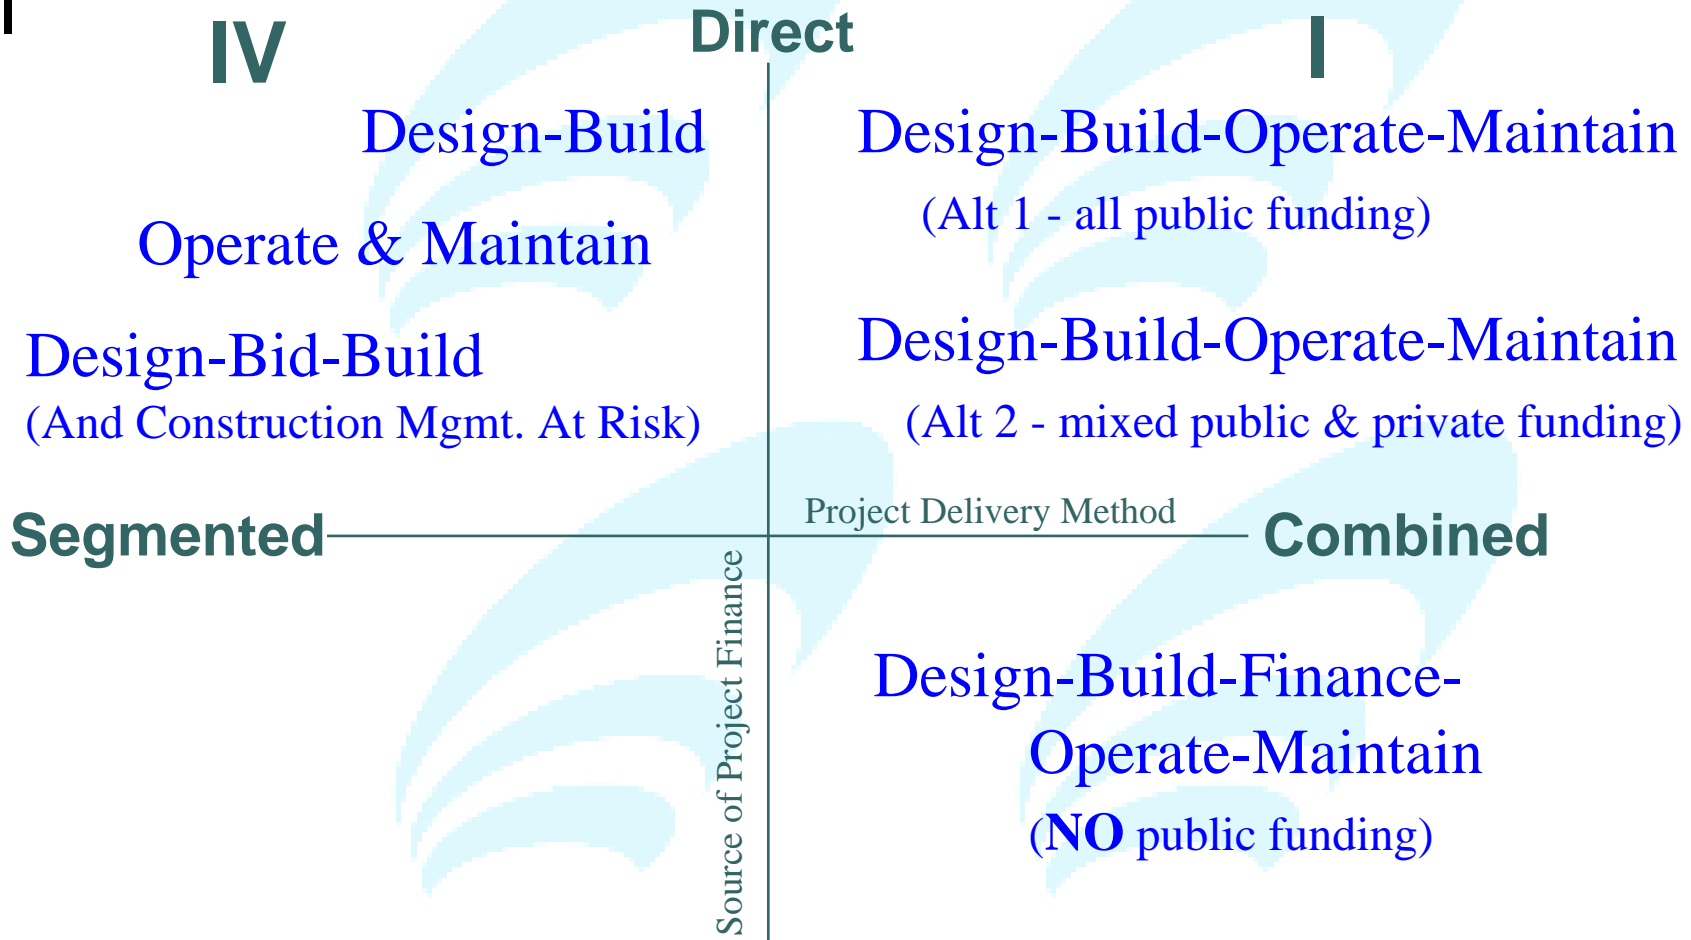 IV
Direct
I
Design-Build
Design-Build-Operate-Maintain
(Alt 1 - all public funding)
Operate & Maintain
Design-Build-Operate-Maintain
Design-Bid-Build
(And Construction Mgmt. At Risk)
(Alt 2 - mixed public & private funding)
Project Delivery Method
Segmented
Combined
Source of Project Finance
Design-Build-Finance-
Operate-Maintain
(NO public funding)